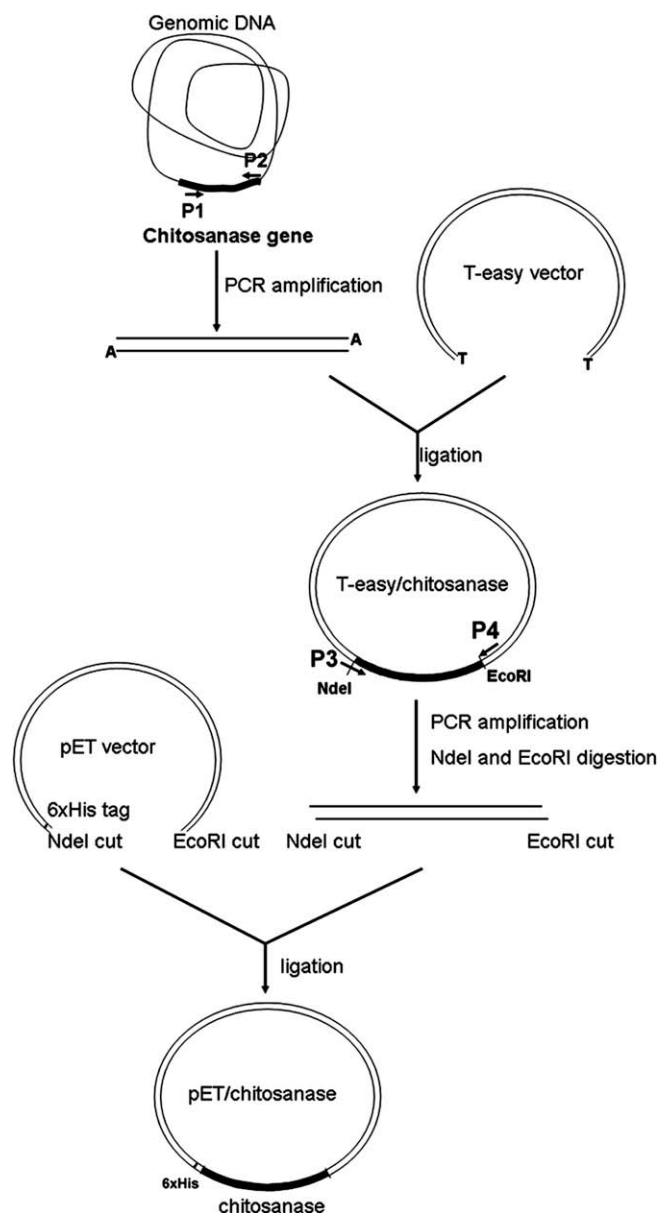 Genomic DNA
P2
P1
Chitosanase gene
PCR amplification
T-easy vector
A
A
T
T
ligation
T-easy/chitosanase
P4
P3
NdeI
EcoRI
PCR amplification
NdeI and EcoRI digestion
pET vector
6xHis tag
NdeI cut
EcoRI cut
NdeI cut
EcoRI cut
ligation
pET/chitosanase
6xHis
chitosanase